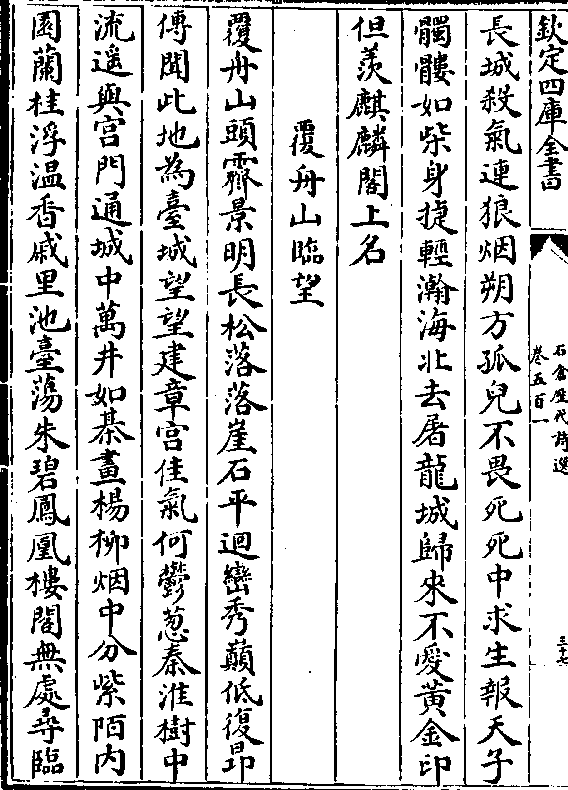 欽定四庫全書
石倉歷代詩選
卷五百一
三十七
長城殺氣連狼烟朔方孤兒不畏死死中求生報天子
髑髏如柴身捷輕瀚海北去屠龍城歸來不愛黃金印
但羨麒麟閣上名
覆舟山臨望
覆舟山頭霽景明長松落落崖石平迴巒秀巔低復昂
傳聞此地為臺城望望建章宫佳氣何鬱葱秦淮樹中
流遥與宫門通城中萬井如棊畫楊柳烟中分紫陌内
園蘭桂浮温香戚里池臺蕩朱碧鳳凰樓閣無處尋臨